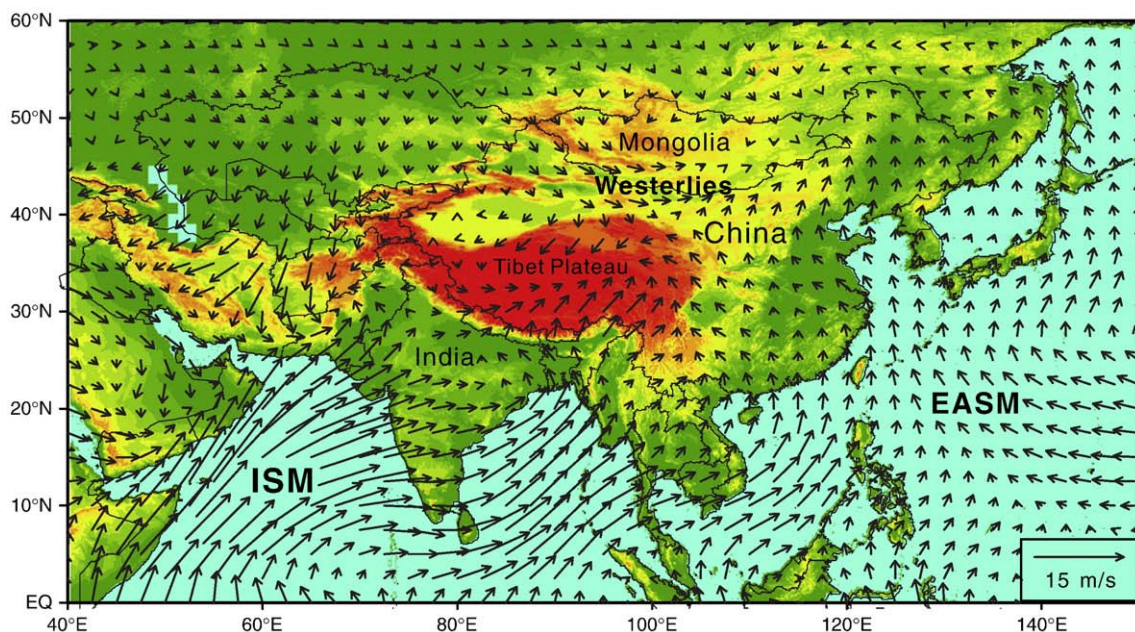 60°N
50°N
Mongolia
Westerlies
40°N
China
Tibet Plateau
30°N
India
20°N
EASM
ISM
10°N
15 m/s
EQ
40°E 60°E 80°E 100°E 120°E 140°E